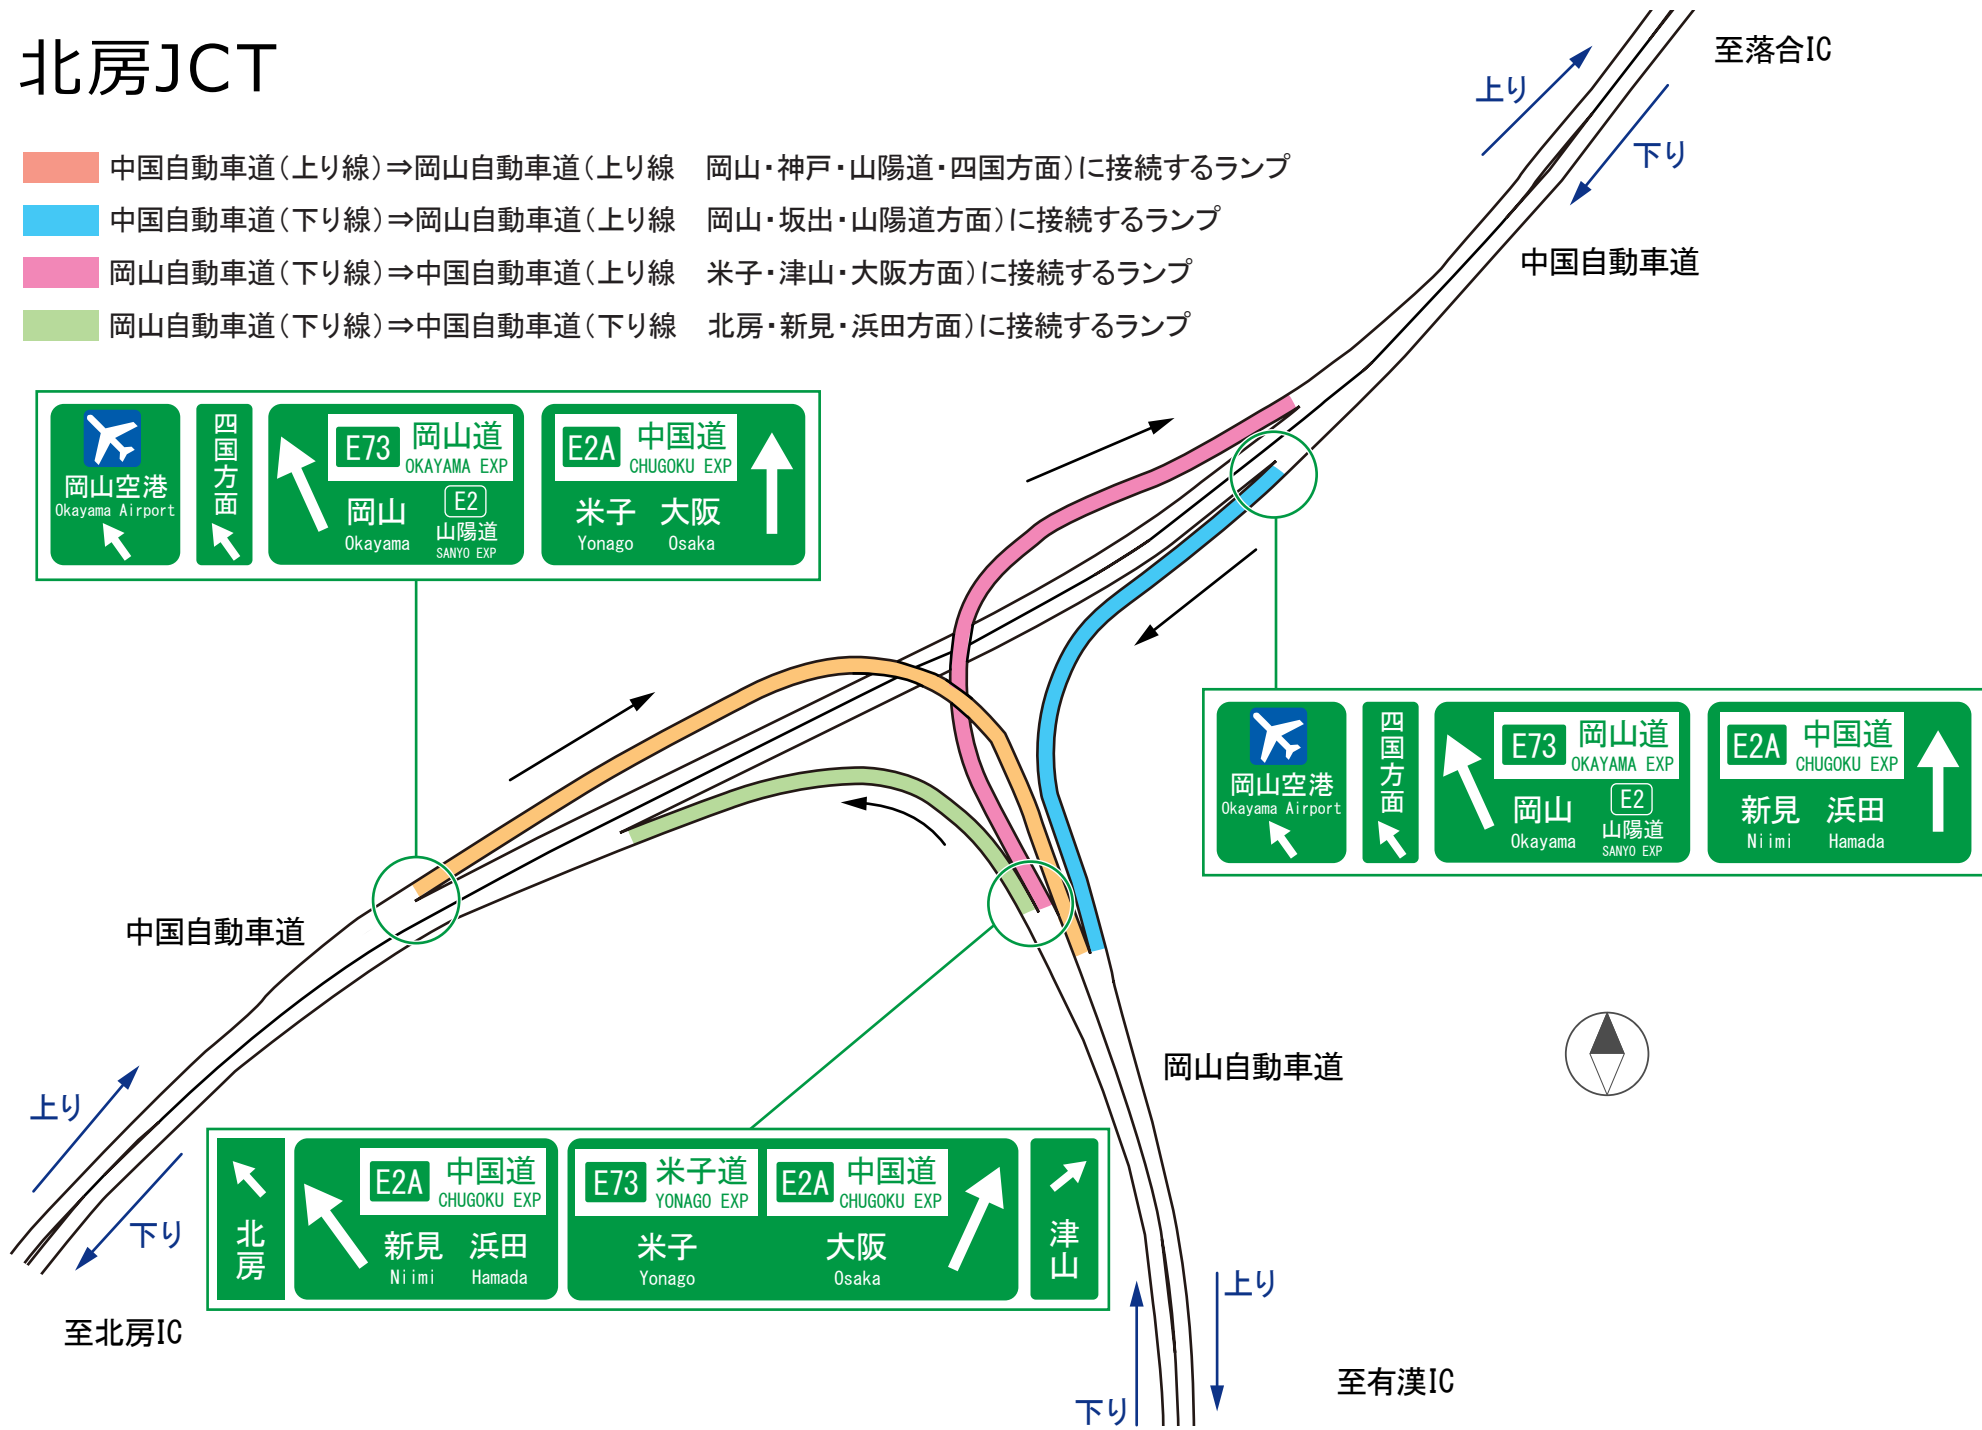 北房JCT
中国自動車道（上り線）⇒岡山自動車道（上り線　岡山・神戸・山陽道・四国方面）に接続するランプ
中国自動車道（下り線）⇒岡山自動車道（上り線　岡山・坂出・山陽道方面）に接続するランプ
岡山自動車道（下り線）⇒中国自動車道（上り線　米子・津山・大阪方面）に接続するランプ
岡山自動車道（下り線）⇒中国自動車道（下り線　北房・新見・浜田方面）に接続するランプ
至落合IC
上り
下り
中国自動車道
岡山空港
Okayama Airport
四国方面
E73 岡山道
OKAYAMA EXP
岡山
Okayama
E2
山陽道
SANYO EXP
E2A 中国道
CHUGOKU EXP
米子 大阪
Yonago Osaka
岡山空港
Okayama Airport
四国方面
E73 岡山道
OKAYAMA EXP
岡山
Okayama
E2
山陽道
SANYO EXP
E2A 中国道
CHUGOKU EXP
新見 浜田
Niimi Hamada
中国自動車道
岡山自動車道
上り
下り
北房
E2A 中国道
CHUGOKU EXP
新見 浜田
Niimi Hamada
E73 米子道
YONAGO EXP
米子
Yonago
E2A 中国道
CHUGOKU EXP
大阪
Osaka
津山
至北房IC
上り
下り
至有漢IC